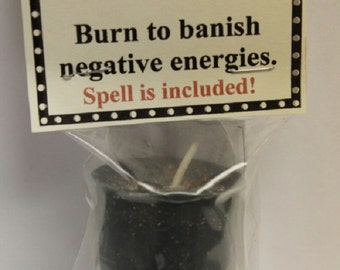 Burn to banish
negative energies.
Spell is included!